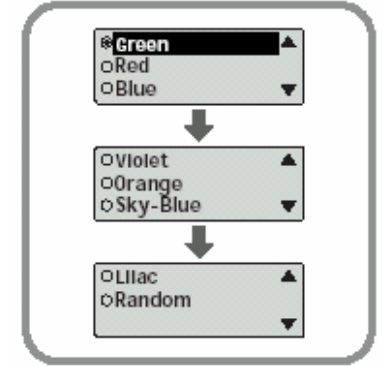 Green
Red
Blue
Violet
Orange
Sky-Blue
Lilac
Random